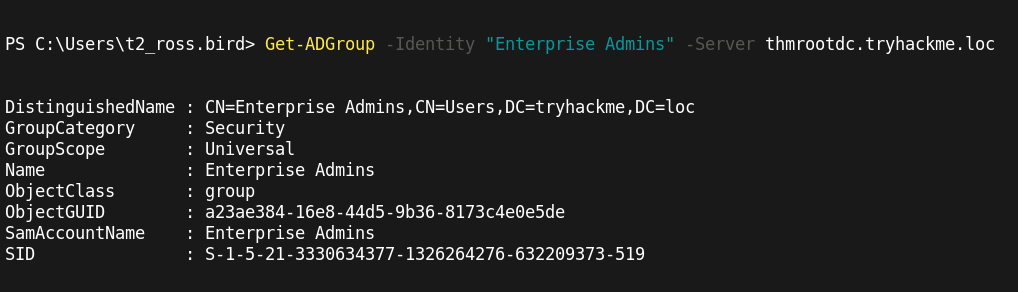 PS C:\Users\t2_ross.bird> Get-ADGroup -Identity "Enterprise Admins" -Server thmrootdc.tryhackme.loc
DistinguishedName : CN=Enterprise Admins,CN=Users,DC=tryhackme,DC=loc
GroupCategory     : Security
GroupScope        : Universal
Name              : Enterprise Admins
ObjectClass       : group
ObjectGUID        : a23ae384-16e8-44d5-9b36-8173c4e0e5de
SamAccountName    : Enterprise Admins
SID               : S-1-5-21-3330634377-1326264276-632209373-519